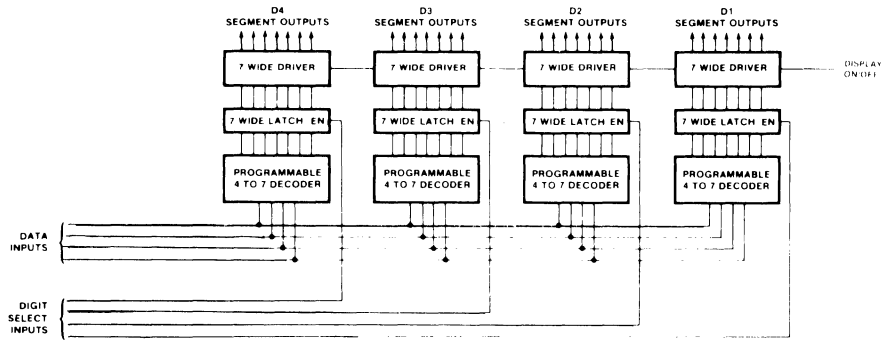 D4
SEGMENT OUTPUTS
D3
SEGMENT OUTPUTS
D2
SEGMENT OUTPUTS
D1
SEGMENT OUTPUTS
7 WIDE DRIVER
7 WIDE DRIVER
7 WIDE DRIVER
7 WIDE DRIVER
DISPLAY
ON/OFF
7 WIDE LATCH EN
7 WIDE LATCH EN
7 WIDE LATCH EN
7 WIDE LATCH EN
PROGRAMMABLE
4 TO 7 DECODER
PROGRAMMABLE
4 TO 7 DECODER
PROGRAMMABLE
4 TO 7 DECODER
PROGRAMMABLE
4 TO 7 DECODER
DATA
INPUTS
DIGIT
SELECT
INPUTS